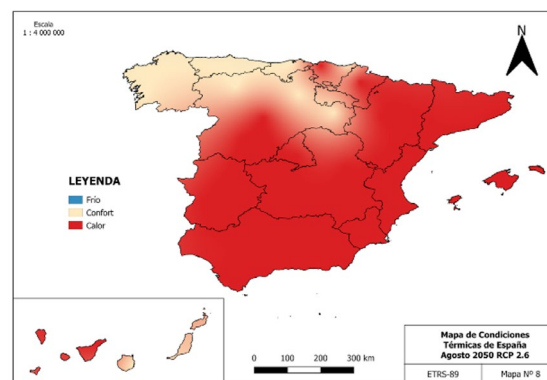 Escala
1 : 4 000 000
N
LEYENDA
Frío
Confort
Calor
0 100 200 300 km
Mapa de Condiciones
Térmicas de España
Agosto 2050 RCP 2.6
ETRS-89 Mapa Nº 8